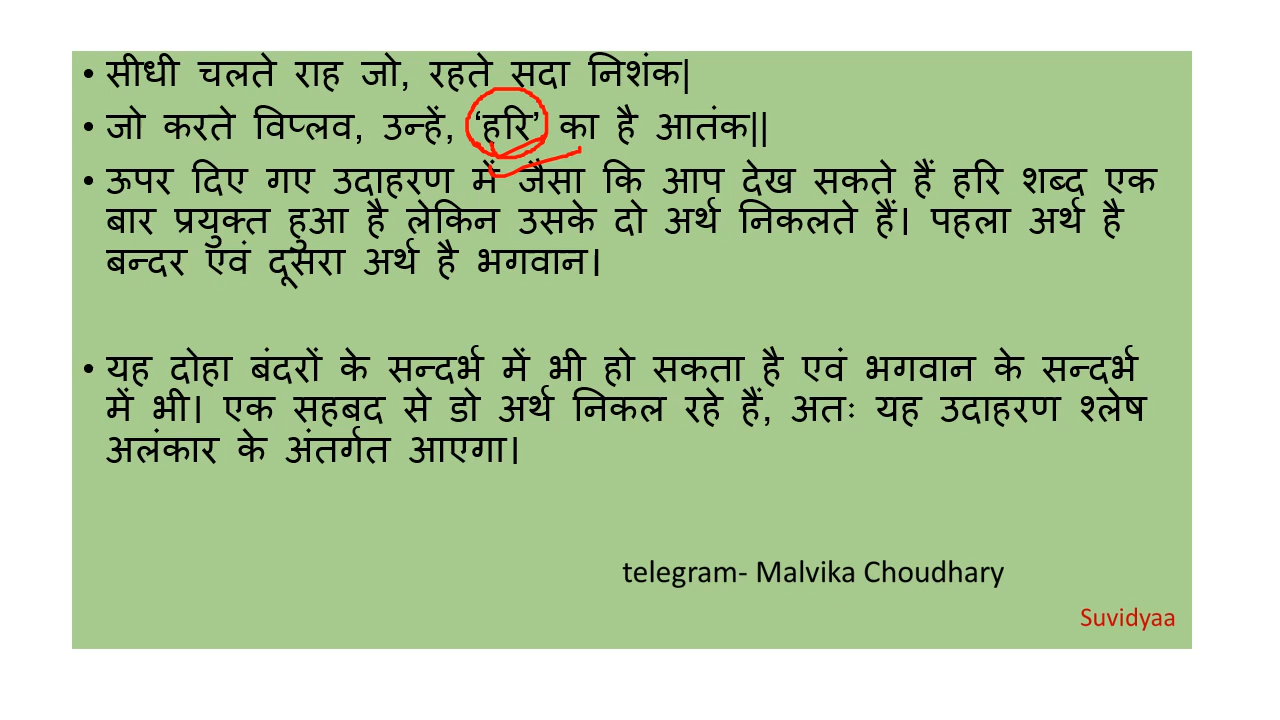 • सीधी चलते राह जो, रहते सदा निशंक|
• जो करते विप्लव, उन्हें, ‘हरि’ का है आतंक||
• ऊपर दिए गए उदाहरण में जैसा कि आप देख सकते हैं हरि शब्द एक
बार प्रयुक्त हुआ है लेकिन उसके दो अर्थ निकलते हैं। पहला अर्थ है
बन्दर एवं दूसरा अर्थ है भगवान।
• यह दोहा बंदरों के सन्दर्भ में भी हो सकता है एवं भगवान के सन्दर्भ
में भी। एक सहबद से डो अर्थ निकल रहे हैं, अतः यह उदाहरण श्लेष
अलंकार के अंतर्गत आएगा।
telegram- Malvika Choudhary
Suvidyaa